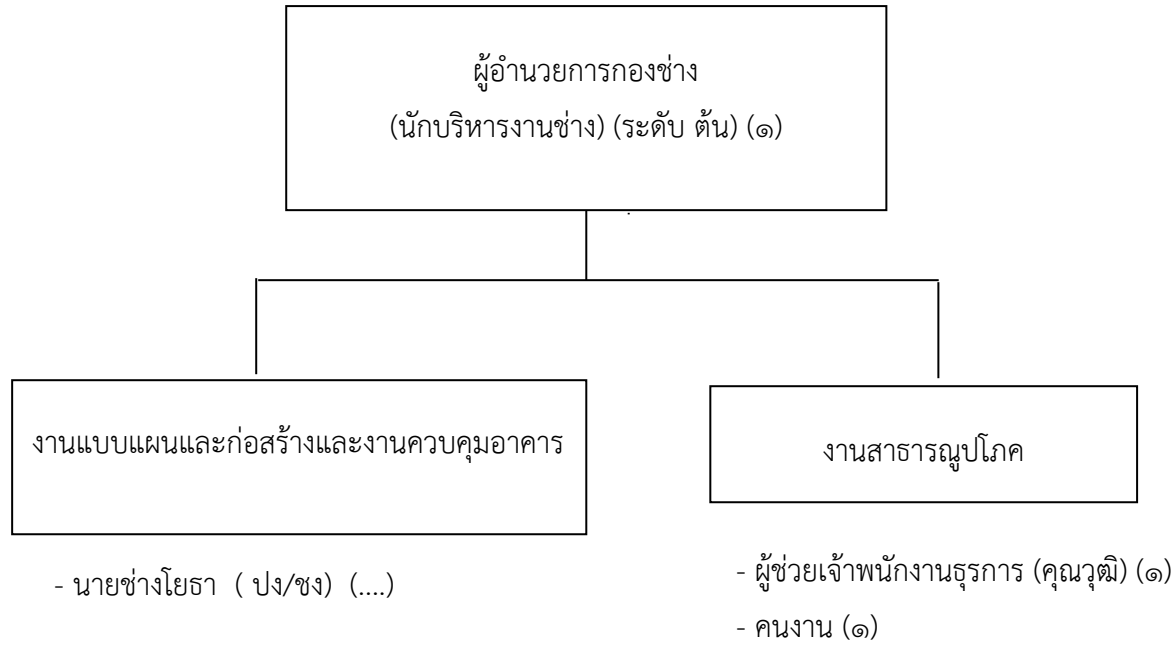 ผู้อำนวยการกองช่าง
(นักบริหารงานช่าง) (ระดับ ต้น) (๑)
งานแบบแผนและก่อสร้างและงานควบคุมอาคาร
งานสาธารณูปโภค
- นายช่างโยธา ( ปง/ชง) (....)
- ผู้ช่วยเจ้าพนักงานธุรการ (คุณวุฒิ) (๑)
- คนงาน (๑)